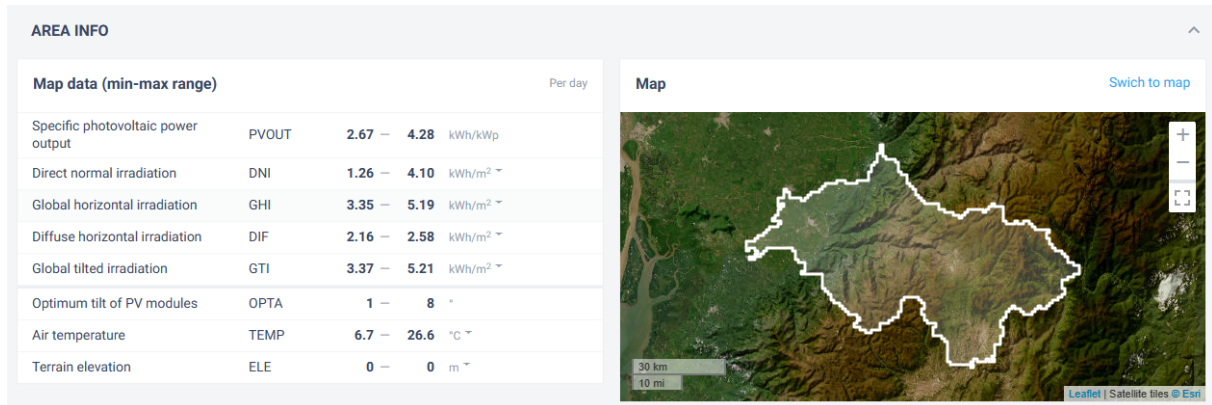 AREA INFO
Map data (min-max range) Per day
Specific photovoltaic power
output PVOUT 2.67 — 4.28 kWh/kWp
Direct normal irradiation DNI 1.26 — 4.10 kWh/m²
Global horizontal irradiation GHI 3.35 — 5.19 kWh/m²
Diffuse horizontal irradiation DIF 2.16 — 2.58 kWh/m²
Global tilted irradiation GTI 3.37 — 5.21 kWh/m²
Optimum tilt of PV modules OPTA 1 — 8 °
Air temperature TEMP 6.7 — 26.6 °C
Terrain elevation ELE 0 — 0 m
Map Swich to map
+
−
30 km
10 mi
Leaflet | Satellite tiles © Esri